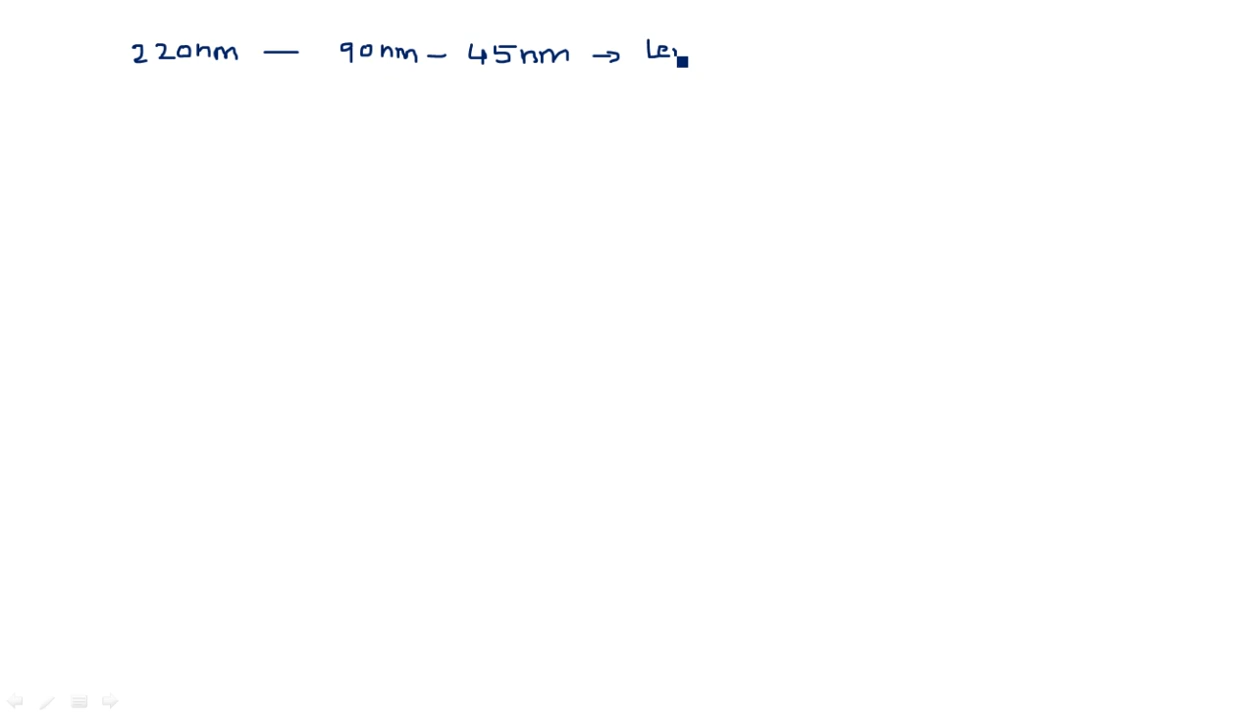 220nm — 90nm - 45nm →